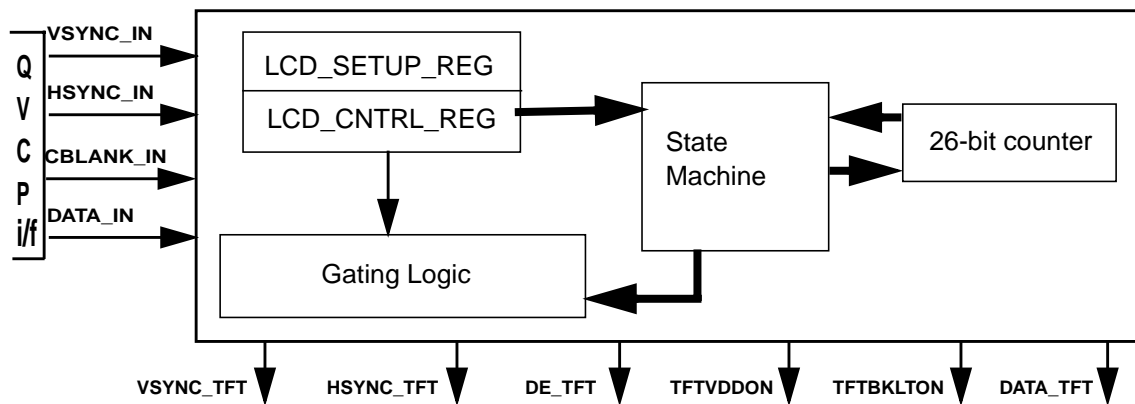 Q
V
C
P
i/f
VSYNC_IN
HSYNC_IN
CBLANK_IN
DATA_IN
LCD_SETUP_REG
LCD_CNTRL_REG
State
Machine
26-bit counter
Gating Logic
VSYNC_TFT
HSYNC_TFT
DE_TFT
TFTVDDON
TFTBKLTON
DATA_TFT